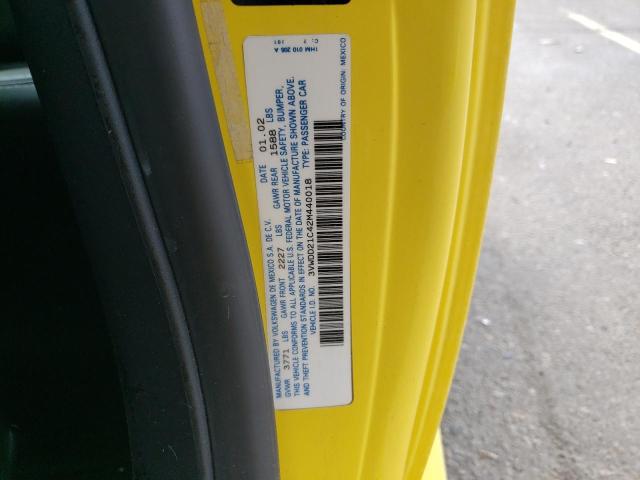 MANUFACTURED BY VOLKSWAGEN DE MEXICO S.A. DE C.V. DATE 01.02
GVWR 3771 LBS GAWR FRONT 2227 LBS GAWR REAR 1588 LBS
THIS VEHICLE CONFORMS TO ALL APPLICABLE U.S. FEDERAL MOTOR VEHICLE SAFETY, BUMPER,
AND THEFT PREVENTION STANDARDS IN EFFECT ON THE DATE OF MANUFACTURE SHOWN ABOVE.
VEHICLE I.D. NO. 3VWDD21C42M440018 TYPE: PASSENGER CAR
COUNTRY OF ORIGIN: MEXICO
1HM 010 206 A